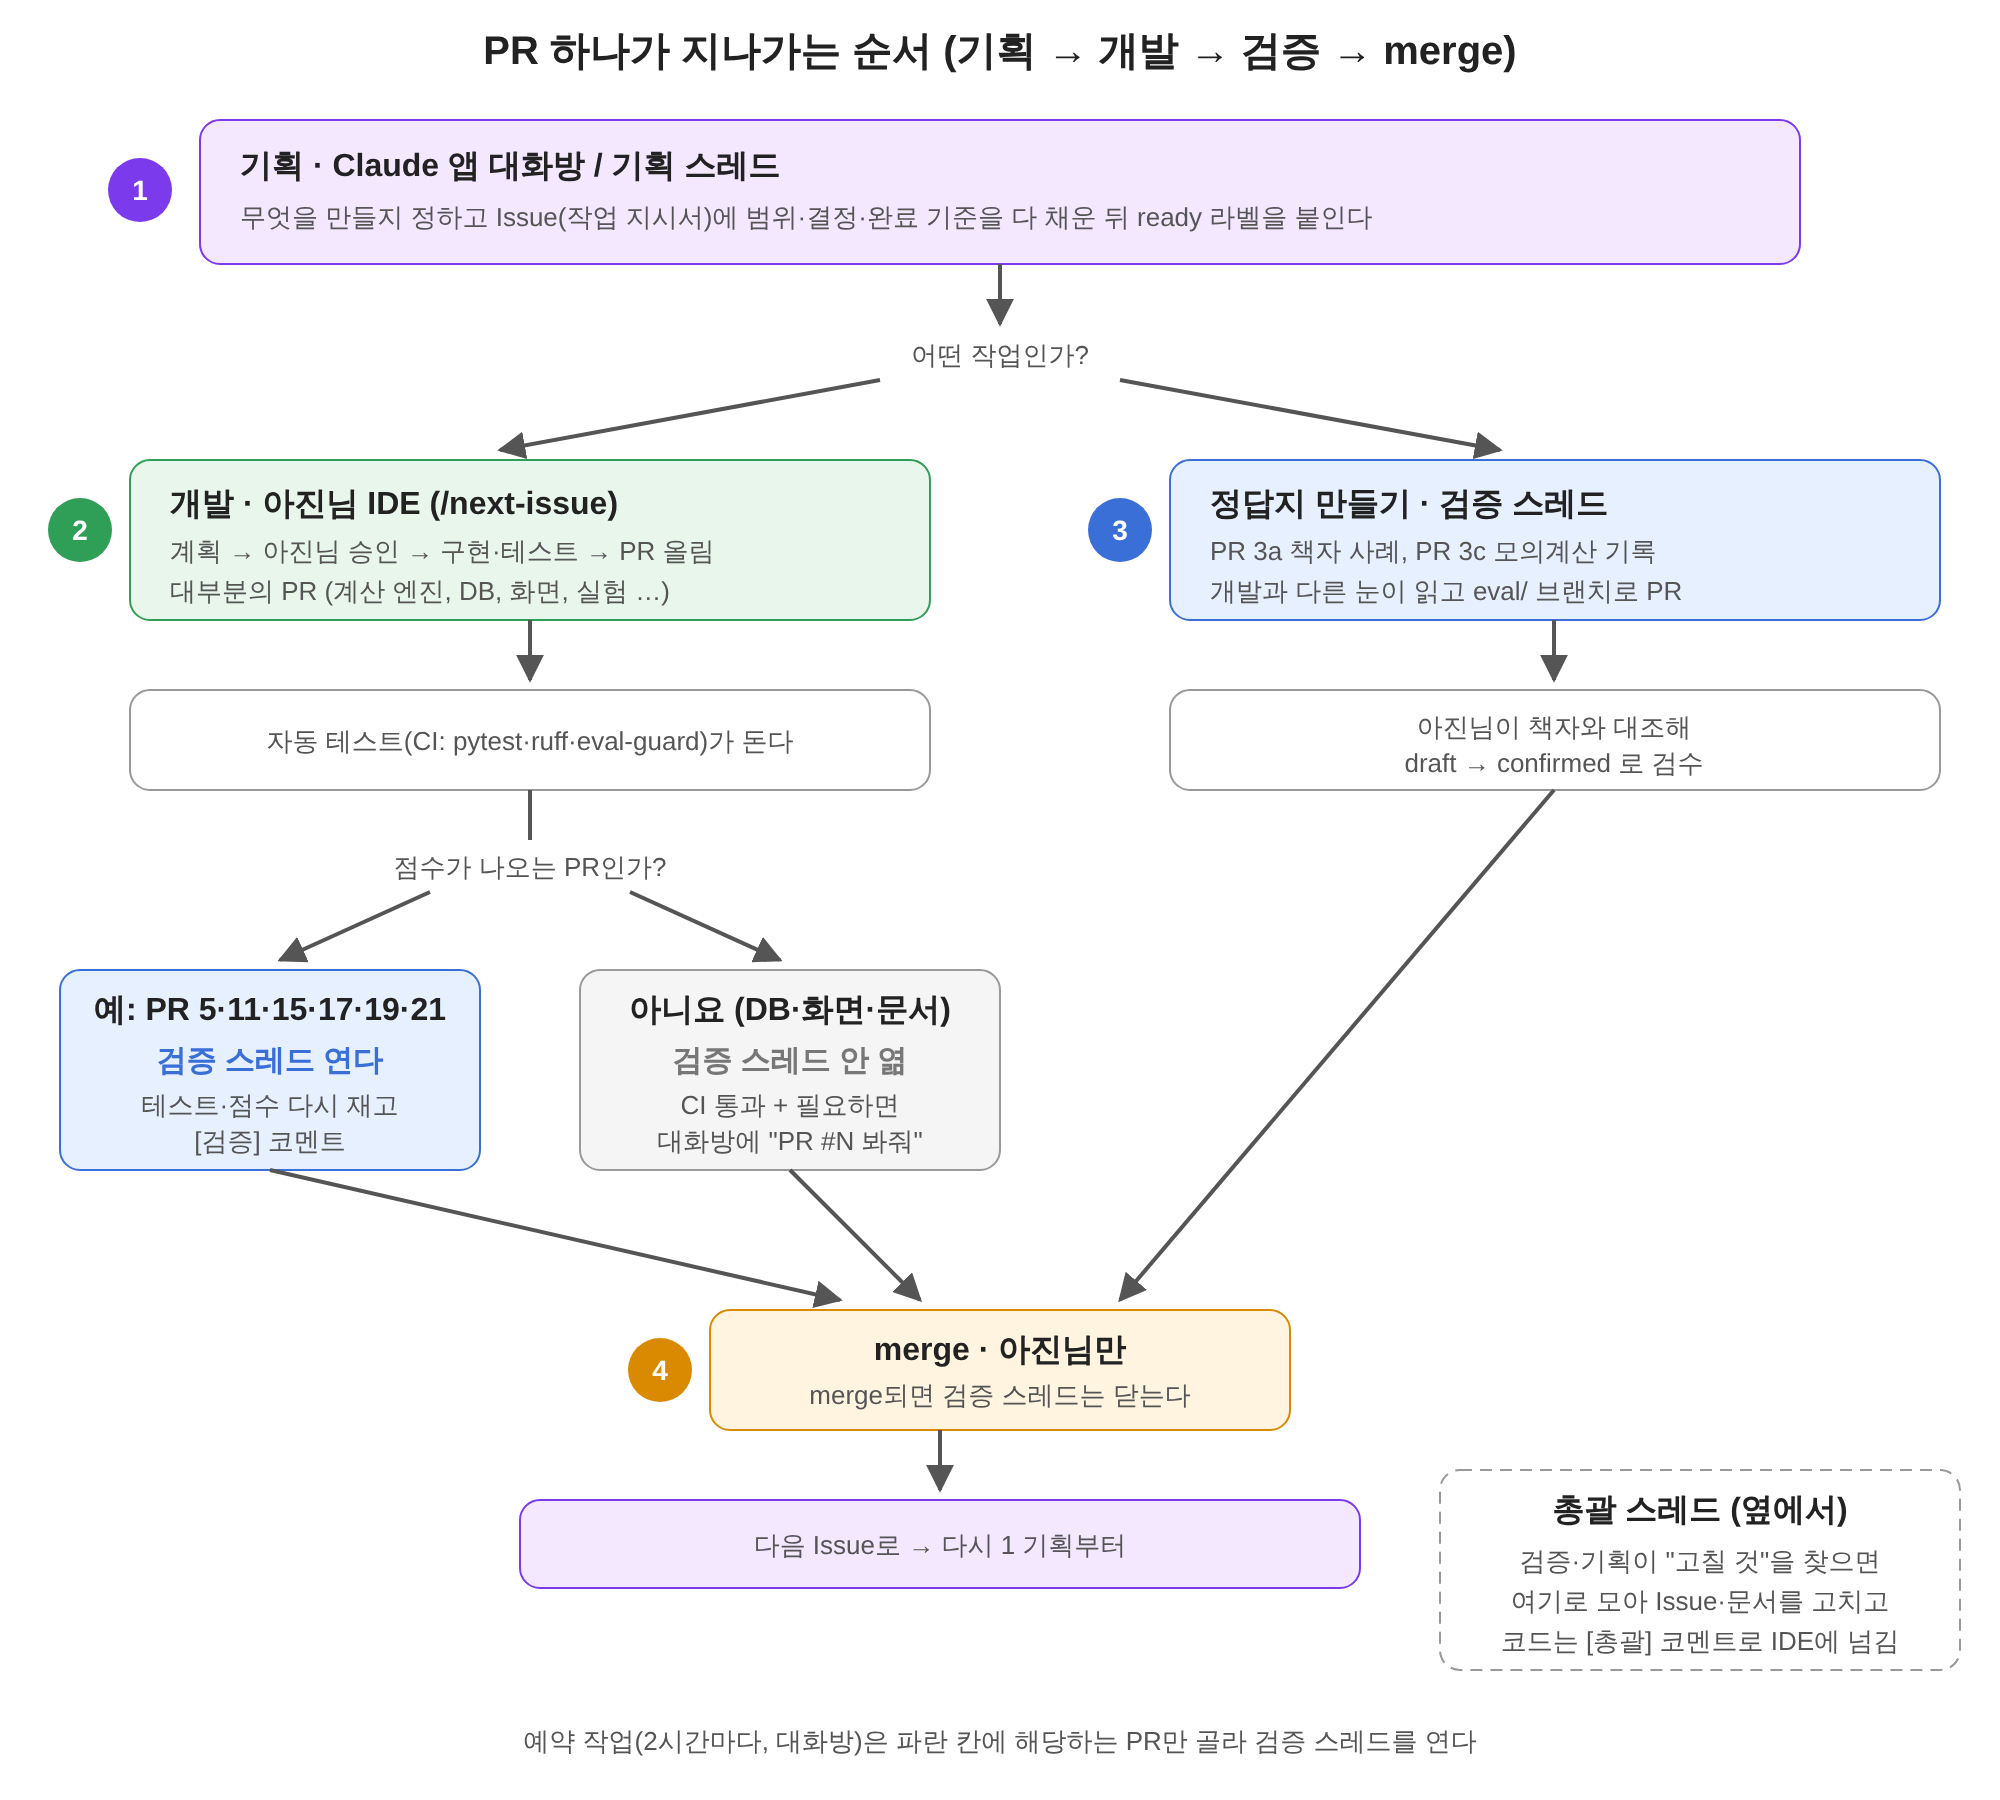 PR 하나가 지나가는 순서 (기획 → 개발 → 검증 → merge)
1
기획 · Claude 앱 대화방 / 기획 스레드
무엇을 만들지 정하고 Issue(작업 지시서)에 범위·결정·완료 기준을 다 채운 뒤 ready 라벨을 붙인다
어떤 작업인가?
2
개발 · 아진님 IDE (/next-issue)
계획 → 아진님 승인 → 구현·테스트 → PR 올림
대부분의 PR (계산 엔진, DB, 화면, 실험 …)
3
정답지 만들기 · 검증 스레드
PR 3a 책자 사례, PR 3c 모의계산 기록
개발과 다른 눈이 읽고 eval/ 브랜치로 PR
자동 테스트(CI: pytest·ruff·eval-guard)가 돈다
아진님이 책자와 대조해
draft → confirmed 로 검수
점수가 나오는 PR인가?
예: PR 5·11·15·17·19·21
검증 스레드 연다
테스트·점수 다시 재고
[검증] 코멘트
아니요 (DB·화면·문서)
검증 스레드 안 엶
CI 통과 + 필요하면
대화방에 "PR #N 봐줘"
4
merge · 아진님만
merge되면 검증 스레드는 닫는다
다음 Issue로 → 다시 1 기획부터
총괄 스레드 (옆에서)
검증·기획이 "고칠 것"을 찾으면
여기로 모아 Issue·문서를 고치고
코드는 [총괄] 코멘트로 IDE에 넘김
예약 작업(2시간마다, 대화방)은 파란 칸에 해당하는 PR만 골라 검증 스레드를 연다